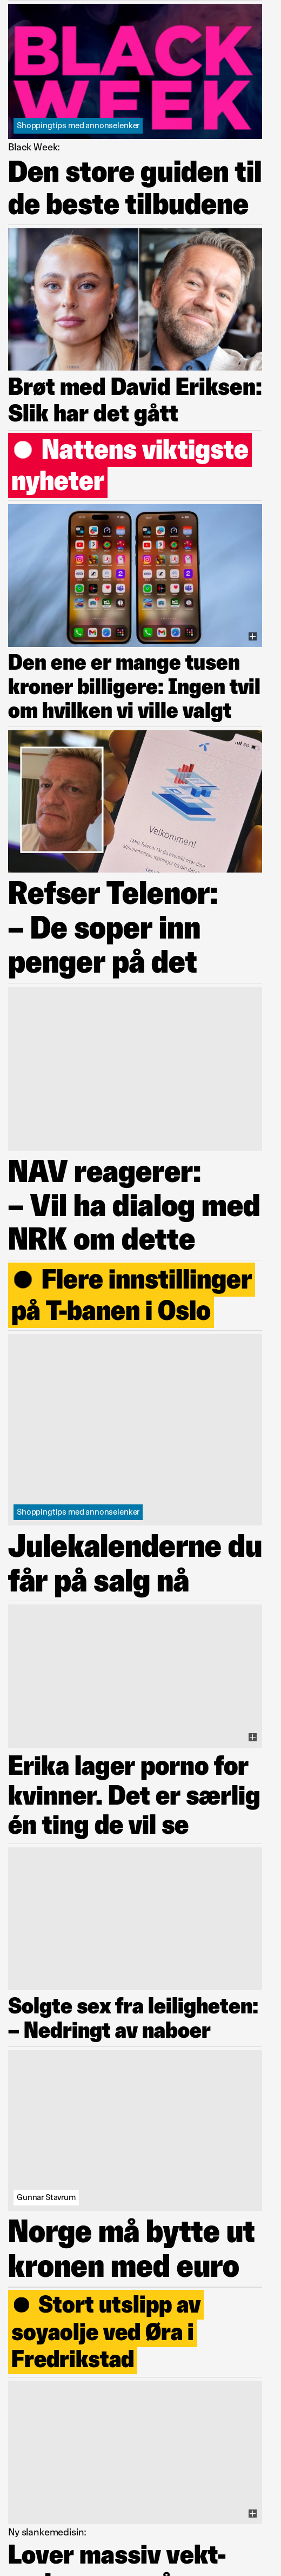 BLACK
WEEK
Shoppingtips med annonselenker
Black Week:
Den store guiden til
de beste tilbudene
Brøt med David Eriksen:
Slik har det gått
Nattens viktigste
nyheter
Den ene er mange tusen
kroner billigere: Ingen tvil
om hvilken vi ville valgt
Velkommen!
Refser Telenor:
– De soper inn
penger på det
NAV reagerer:
– Vil ha dialog med
NRK om dette
Flere innstillinger
på T-banen i Oslo
Shoppingtips med annonselenker
Julekalenderne du
får på salg nå
Erika lager porno for
kvinner. Det er særlig
én ting de vil se
Solgte sex fra leiligheten:
– Nedringt av naboer
Gunnar Stavrum
Norge må bytte ut
kronen med euro
Stort utslipp av
soyaolje ved Øra i
Fredrikstad
Ny slankemedisin:
Lover massiv vekt-